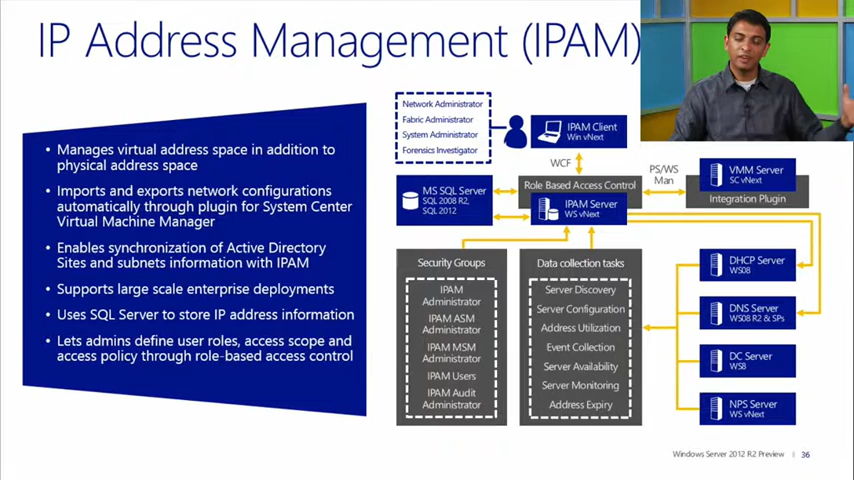 IP Address Management (IPAM)
• Manages virtual address space in addition to
physical address space
• Imports and exports network configurations
automatically through plugin for System Center
Virtual Machine Manager
• Enables synchronization of Active Directory
Sites and subnets information with IPAM
• Supports large scale enterprise deployments
• Uses SQL Server to store IP address information
• Lets admins define user roles, access scope and
access policy through role-based access control
Network Administrator
Fabric Administrator
System Administrator
Forensics Investigator
IPAM Client
Win vNext
WCF
PS/WS
Man
VMM Server
SC vNext
Integration Plugin
MS SQL Server
SQL 2008 R2,
SQL 2012
Role Based Access Control
IPAM Server
WS vNext
Security Groups
IPAM
Administrator
IPAM ASM
Administrator
IPAM MSM
Administrator
IPAM Users
IPAM Audit
Administrator
Data collection tasks
Server Discovery
Server Configuration
Address Utilization
Event Collection
Server Availability
Server Monitoring
Address Expiry
DHCP Server
WS08
DNS Server
WS08 R2 & SPs
DC Server
WS8
NPS Server
WS vNext
Windows Server 2012 R2 Preview | 36